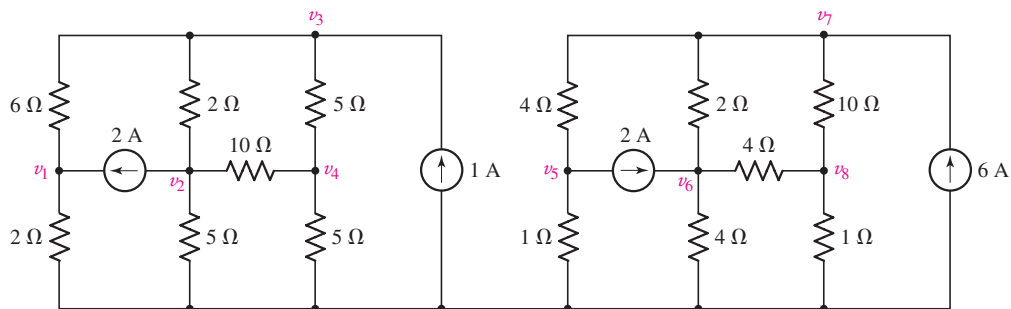 v3 v7
6 Ω 2 Ω 5 Ω 4 Ω 2 Ω 10 Ω
2 A 10 Ω 2 A 4 Ω
v1 v2 v4 1 A v5 v6 v8 6 A
2 Ω 5 Ω 5 Ω 1 Ω 4 Ω 1 Ω